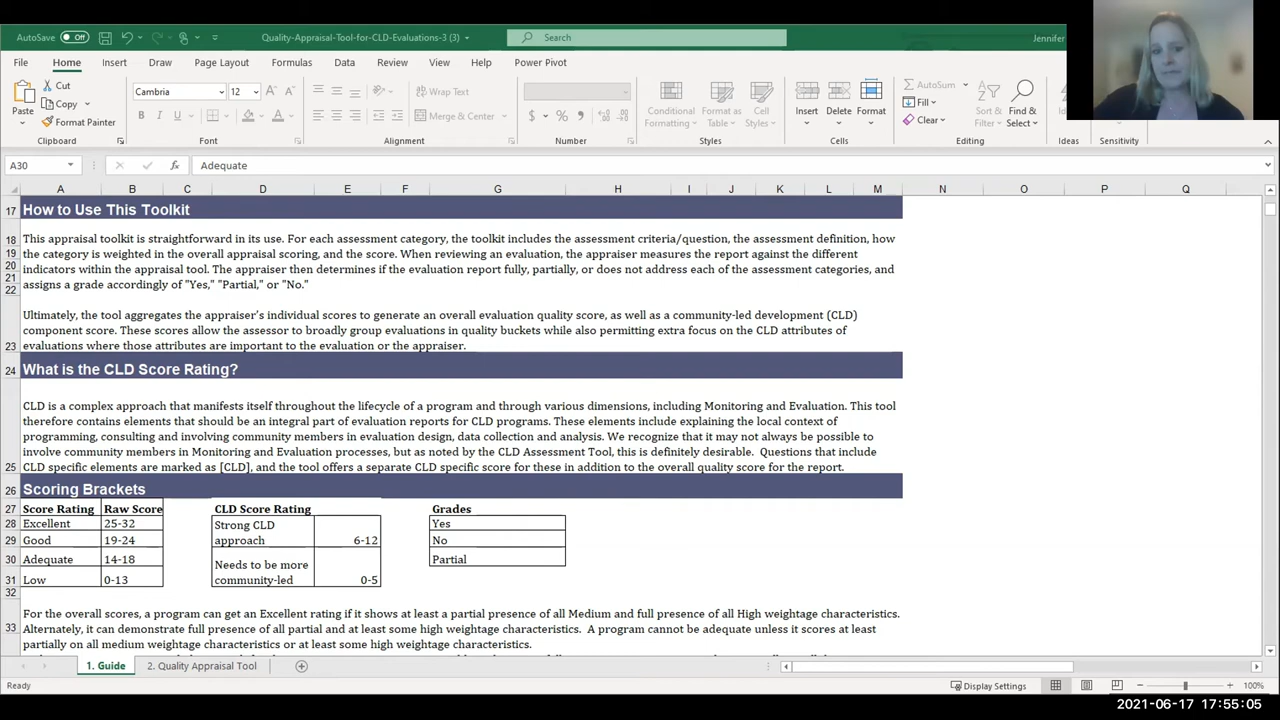 AutoSave Off Quality-Appraisal-Tool-for-CLD-Evaluations-3 (3) Search Jennifer
File Home Insert Draw Page Layout Formulas Data Review View Help Power Pivot
Paste
Cut
Copy
Format Painter
Cambria 12
B I U A A A
Wrap Text
Merge & Center
$ % ,
Conditional Formatting
Format as Table
Cell Styles
Insert Delete Format
AutoSum
Fill
Clear
Sort & Filter
Find & Select
Clipboard Font Alignment Number Styles Cells Editing Ideas Sensitivity
A30 fx Adequate
A B C D E F G H I J K L M N O P Q
17 How to Use This Toolkit
18 This appraisal toolkit is straightforward in its use. For each assessment category, the toolkit includes the assessment criteria/question, the assessment definition, how
19 the category is weighted in the overall appraisal scoring, and the score. When reviewing an evaluation, the appraiser measures the report against the different
20 indicators within the appraisal tool. The appraiser then determines if the evaluation report fully, partially, or does not address each of the assessment categories, and
21
22 assigns a grade accordingly of "Yes," "Partial," or "No."
Ultimately, the tool aggregates the appraiser's individual scores to generate an overall evaluation quality score, as well as a community-led development (CLD)
component score. These scores allow the assessor to broadly group evaluations in quality buckets while also permitting extra focus on the CLD attributes of
23 evaluations where those attributes are important to the evaluation or the appraiser.
24 What is the CLD Score Rating?
CLD is a complex approach that manifests itself throughout the lifecycle of a program and through various dimensions, including Monitoring and Evaluation. This tool
therefore contains elements that should be an integral part of evaluation reports for CLD programs. These elements include explaining the local context of
programming, consulting and involving community members in evaluation design, data collection and analysis. We recognize that it may not always be possible to
involve community members in Monitoring and Evaluation processes, but as noted by the CLD Assessment Tool, this is definitely desirable. Questions that include
25 CLD specific elements are marked as [CLD], and the tool offers a separate CLD specific score for these in addition to the overall quality score for the report.
26 Scoring Brackets
27 Score Rating Raw Score CLD Score Rating Grades
28 Excellent 25-32 Strong CLD Yes
29 Good 19-24 approach 6-12 No
30 Adequate 14-18 Needs to be more Partial
31 Low 0-13 community-led 0-5
32
For the overall scores, a program can get an Excellent rating if it shows at least a partial presence of all Medium and full presence of all High weightage characteristics.
33 Alternately, it can demonstrate full presence of all partial and at least some high weightage characteristics. A program cannot be adequate unless it scores at least
partially on all medium weightage characteristics or at least some high weightage characteristics.
1. Guide 2. Quality Appraisal Tool
Ready Display Settings 100%
2021-06-17 17:55:05